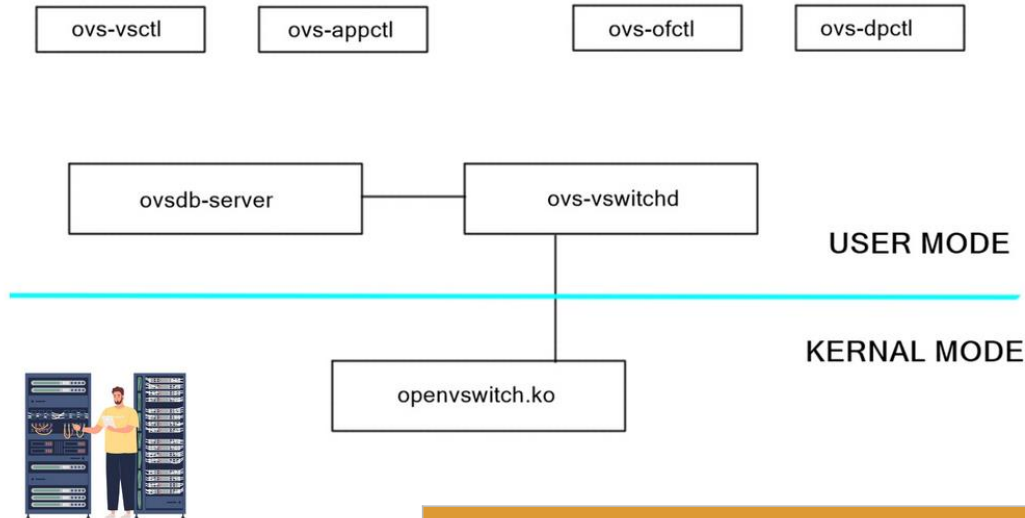 ovs-vsctl
ovs-appctl
ovs-ofctl
ovs-dpctl
ovsdb-server
ovs-vswitchd
USER MODE
KERNAL MODE
openvswitch.ko